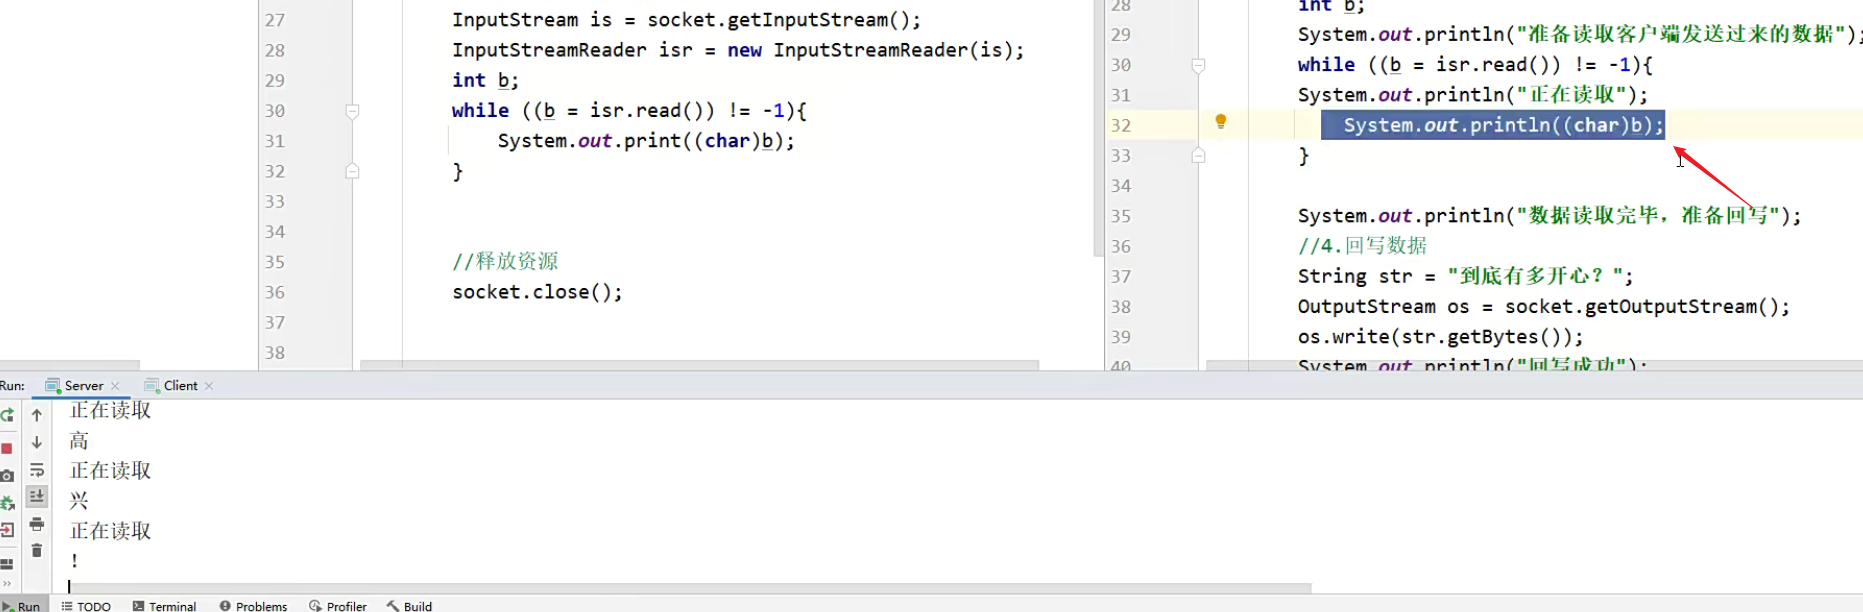 27 InputStream is = socket.getInputStream();
28 InputStreamReader isr = new InputStreamReader(is);
29 int b;
30 while ((b = isr.read()) != -1){
31 System.out.print((char)b);
32 }
33
34
35 //释放资源
36 socket.close();
37
38
28 int b;
29 System.out.println("准备读取客户端发送过来的数据");
30 while ((b = isr.read()) != -1){
31 System.out.println("正在读取");
32 System.out.println((char)b);
33 }
34
35 System.out.println("数据读取完毕，准备回写");
36 //4.回写数据
37 String str = "到底有多开心？";
38 OutputStream os = socket.getOutputStream();
39 os.write(str.getBytes());
40 System.out.println("回写成功");
Run: Server Client
正在读取
高
正在读取
兴
正在读取
！
Run TODO Terminal Problems Profiler Build